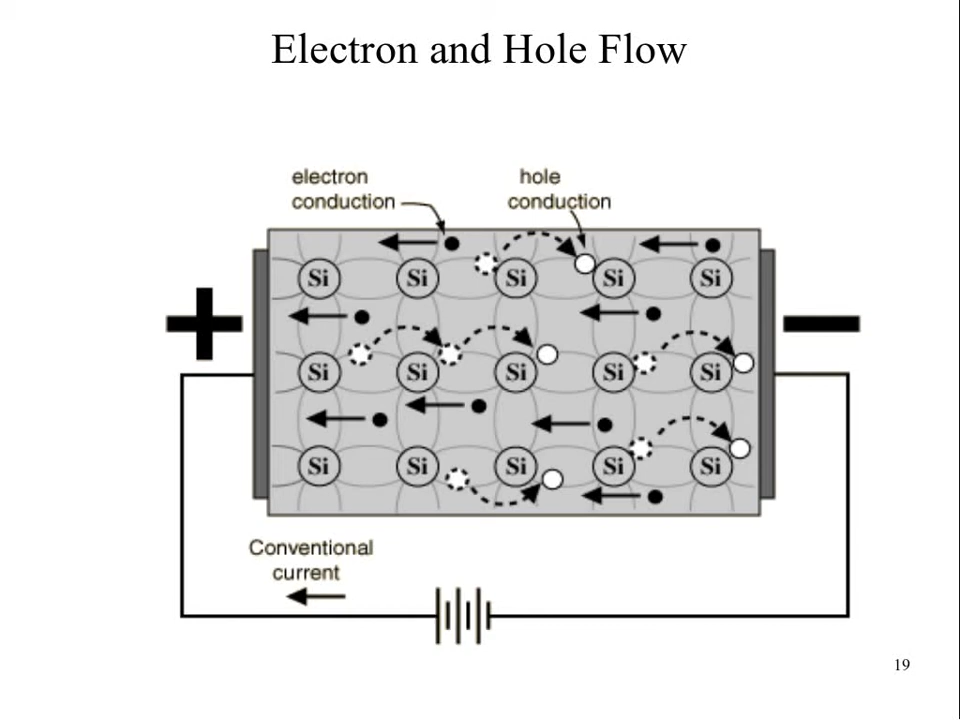 Electron and Hole Flow
electron
conduction
hole
conduction
Si Si Si Si Si
+ −
Si Si Si Si Si
Si Si Si Si Si
Conventional
current
19